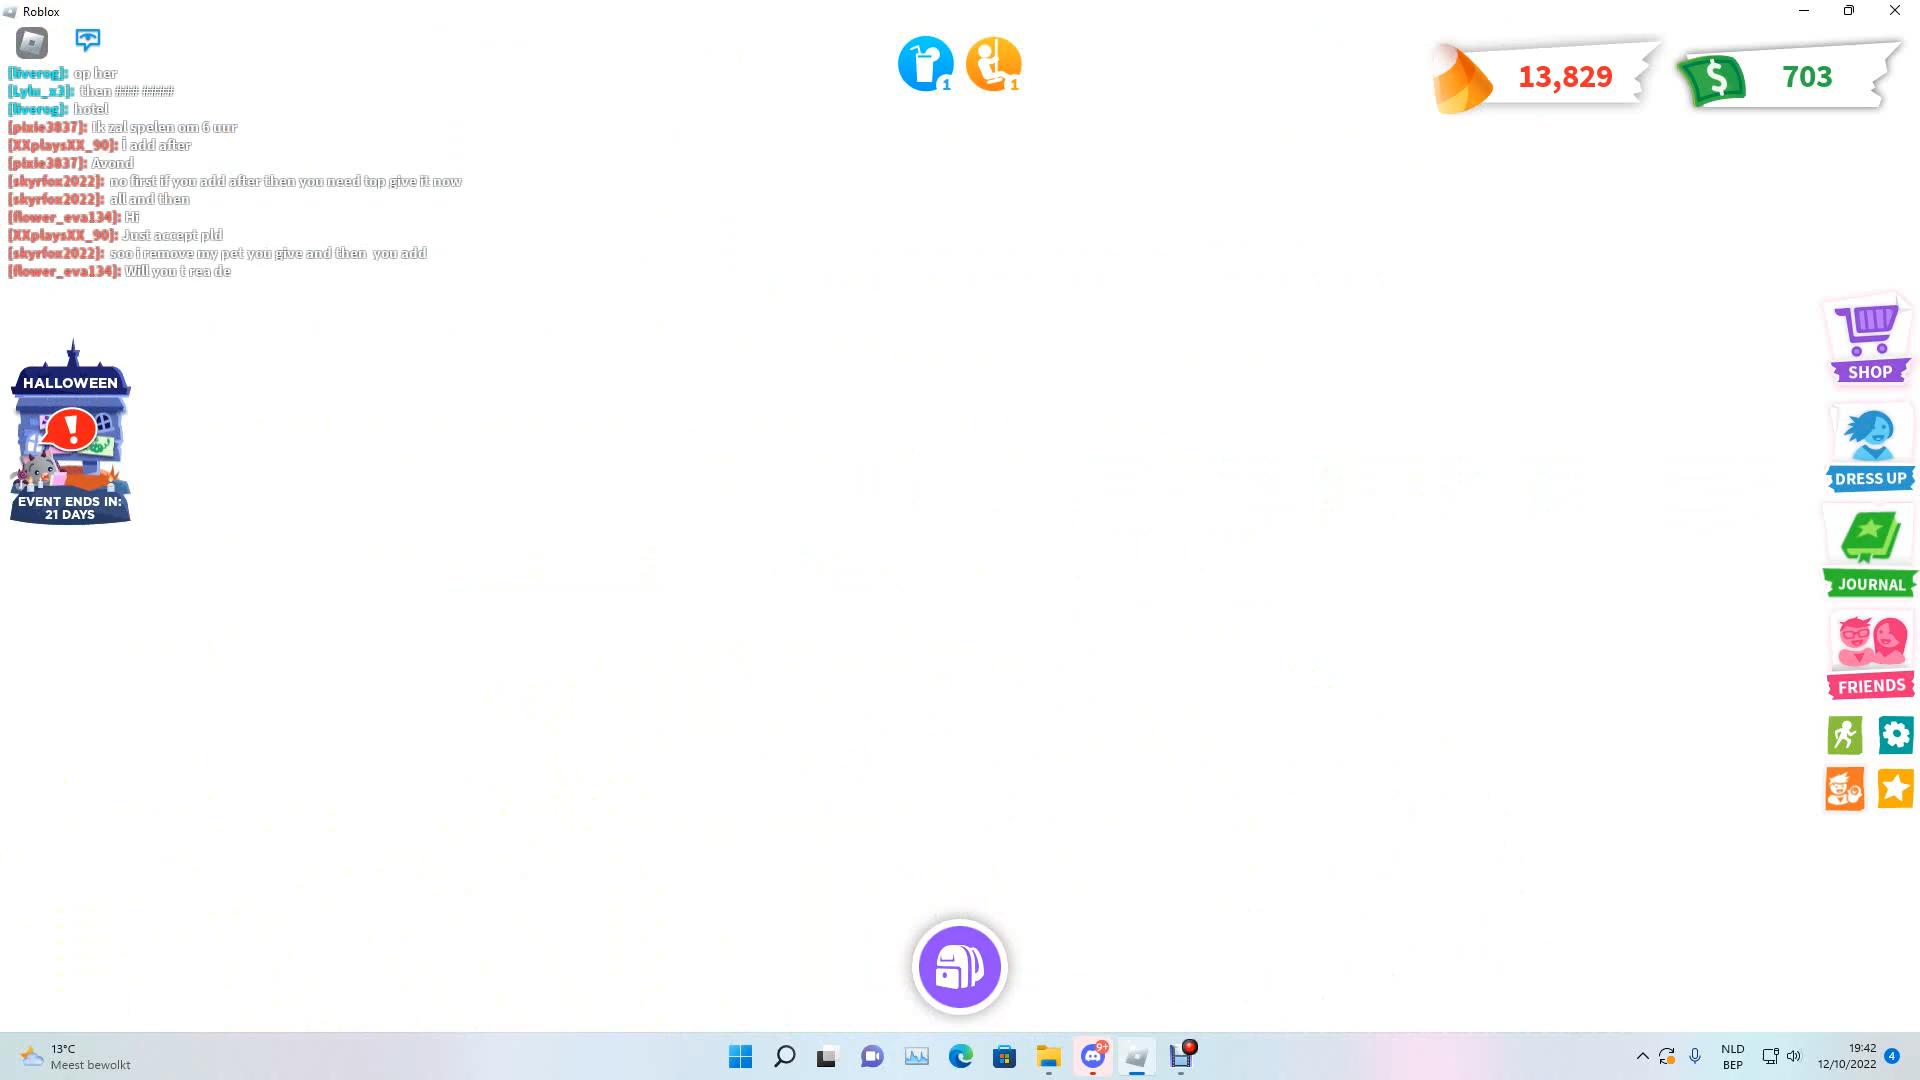 Roblox
[liverog]: op her
[Lylu_x3]: then ### ####
[liverog]: hotel
[pixie3837]: Ik zal spelen om 6 uur
[XXplaysXX_90]: İ add after
[pixie3837]: Avond
[skyrfox2022]: no first if you add after then you need top give it now
[skyrfox2022]: all and then
[flower_eva134]: Hi
[XXplaysXX_90]: Just accept pld
[skyrfox2022]: soo i remove my pet you give and then you add
[flower_eva134]: Will you t rea de
1
1
13,829
703
HALLOWEEN
!
EVENT ENDS IN:
21 DAYS
SHOP
DRESS UP
JOURNAL
FRIENDS
13°C
Meest bewolkt
9+
NLD
BEP
19:42
12/10/2022
4